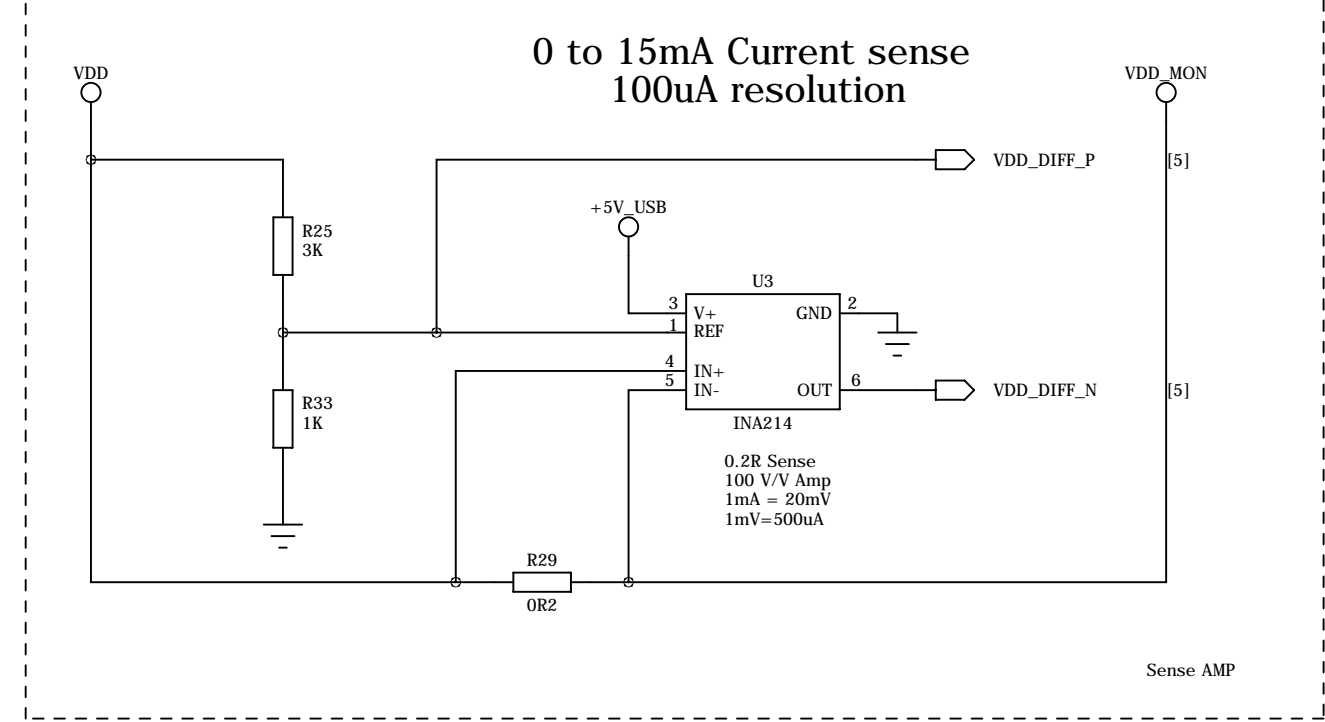 0 to 15mA Current sense
100uA resolution
VDD
VDD_MON
VDD_DIFF_P
[5]
+5V_USB
R25
3K
U3
3
V+
GND
2
1
REF
4
IN+
5
IN-
OUT
6
VDD_DIFF_N
[5]
R33
1K
INA214
0.2R Sense
100 V/V Amp
1mA = 20mV
1mV=500uA
R29
0R2
Sense AMP